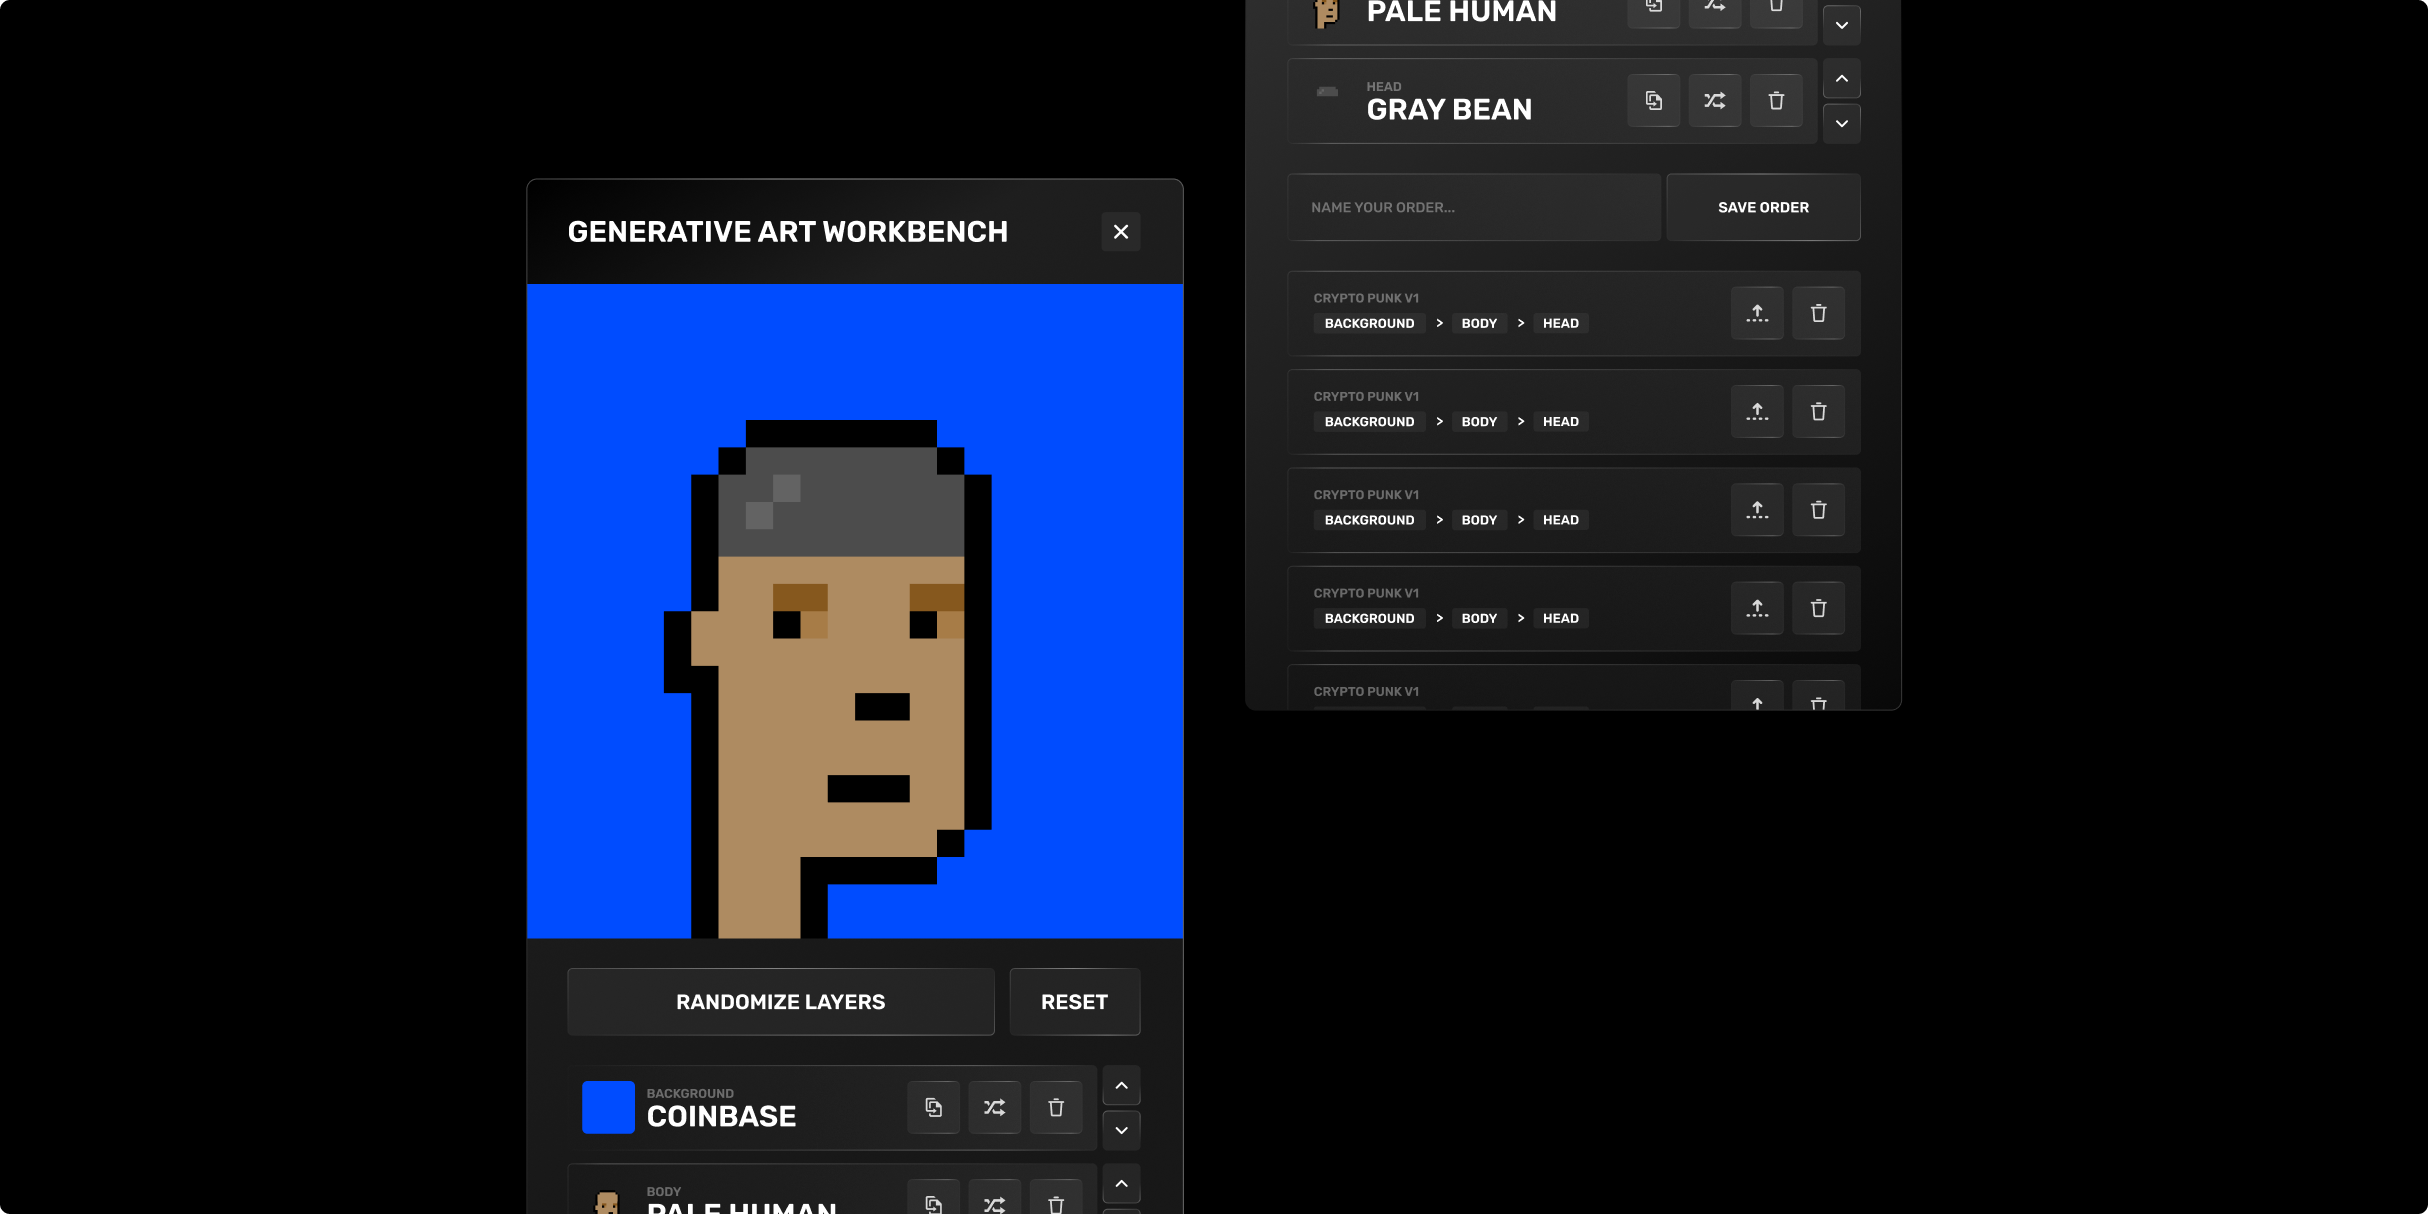 GENERATIVE ART WORKBENCH
RANDOMIZE LAYERS
RESET
BACKGROUND
COINBASE
BODY
PALE HUMAN
PALE HUMAN
HEAD
GRAY BEAN
NAME YOUR ORDER...
SAVE ORDER
CRYPTO PUNK V1
BACKGROUND > BODY > HEAD
CRYPTO PUNK V1
BACKGROUND > BODY > HEAD
CRYPTO PUNK V1
BACKGROUND > BODY > HEAD
CRYPTO PUNK V1
BACKGROUND > BODY > HEAD
CRYPTO PUNK V1